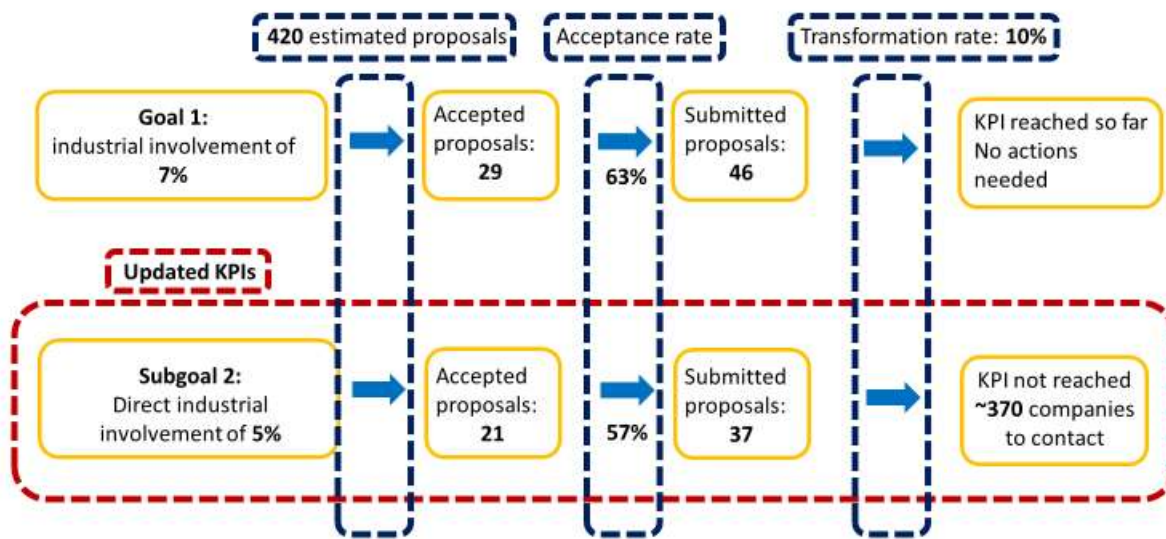 420 estimated proposals
Acceptance rate
Transformation rate: 10%
Goal 1:
industrial involvement of
7%
Accepted
proposals:
29
63%
Submitted
proposals:
46
KPI reached so far
No actions
needed
Updated KPIs
Subgoal 2:
Direct industrial
involvement of 5%
Accepted
proposals:
21
57%
Submitted
proposals:
37
KPI not reached
~370 companies
to contact